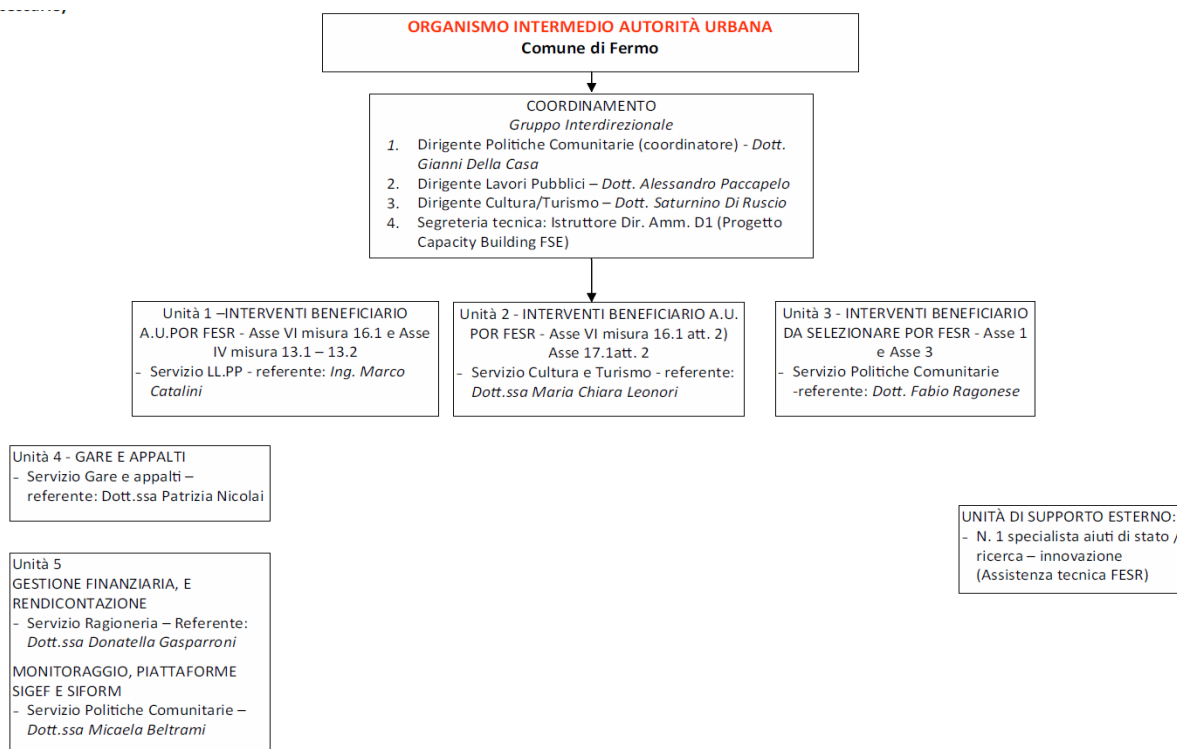 ORGANISMO INTERMEDIO AUTORITÀ URBANA
Comune di Fermo
COORDINAMENTO
Gruppo Interdirezionale
1. Dirigente Politiche Comunitarie (coordinatore) - Dott.
Gianni Della Casa
2. Dirigente Lavori Pubblici – Dott. Alessandro Paccapelo
3. Dirigente Cultura/Turismo – Dott. Saturnino Di Ruscio
4. Segreteria tecnica: Istruttore Dir. Amm. D1 (Progetto
Capacity Building FSE)
Unità 1 –INTERVENTI BENEFICIARIO
A.U.POR FESR - Asse VI misura 16.1 e Asse
IV misura 13.1 – 13.2
- Servizio LL.PP - referente: Ing. Marco
Catalini
Unità 2 - INTERVENTI BENEFICIARIO A.U.
POR FESR - Asse VI misura 16.1 att. 2)
Asse 17.1att. 2
- Servizio Cultura e Turismo - referente:
Dott.ssa Maria Chiara Leonori
Unità 3 - INTERVENTI BENEFICIARIO
DA SELEZIONARE POR FESR - Asse 1
e Asse 3
- Servizio Politiche Comunitarie
-referente: Dott. Fabio Ragonese
Unità 4 - GARE E APPALTI
- Servizio Gare e appalti –
referente: Dott.ssa Patrizia Nicolai
UNITÀ DI SUPPORTO ESTERNO:
- N. 1 specialista aiuti di stato /
ricerca – innovazione
(Assistenza tecnica FESR)
Unità 5
GESTIONE FINANZIARIA, E
RENDICONTAZIONE
- Servizio Ragioneria – Referente:
Dott.ssa Donatella Gasparroni
MONITORAGGIO, PIATTAFORME
SIGEF E SIFORM
- Servizio Politiche Comunitarie –
Dott.ssa Micaela Beltrami